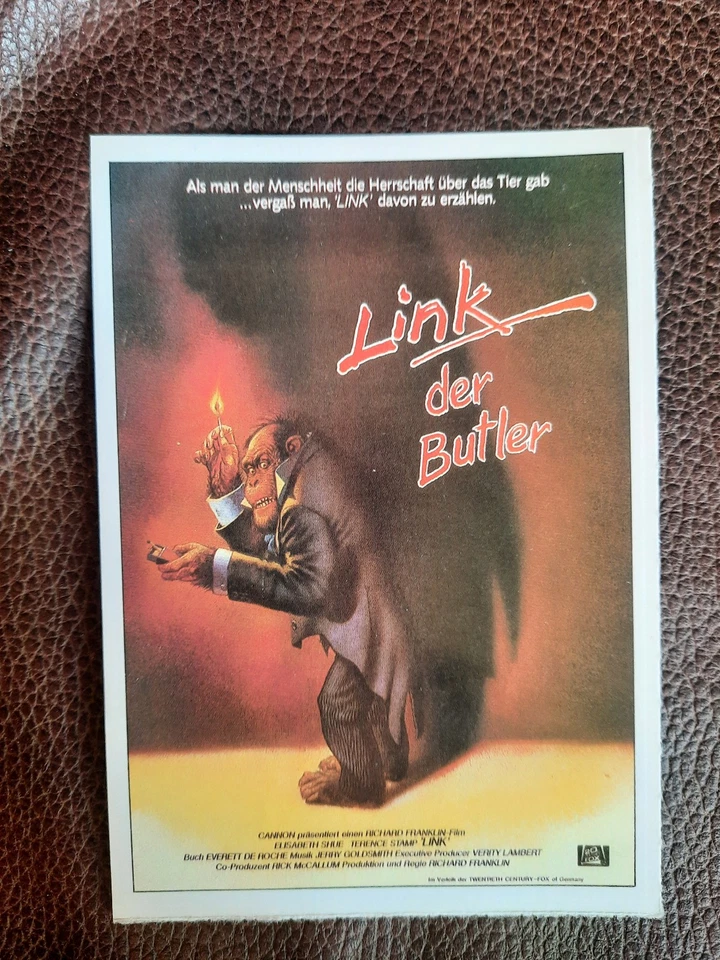 Als man der Menschheit die Herrschaft über das Tier gab
...vergaß man, 'LINK' davon zu erzählen.
Link
der
Butler
CANNON präsentiert einen RICHARD FRANKLIN-Film
ELISABETH SHUE TERENCE STAMP 'LINK'
Buch EVERETT DE ROCHE Musik JERRY GOLDSMITH Executive Producer VERITY LAMBERT
Co-Produzent RICK McCALLUM Produktion und Regie RICHARD FRANKLIN
Im Verleih der TWENTIETH CENTURY-FOX of Germany